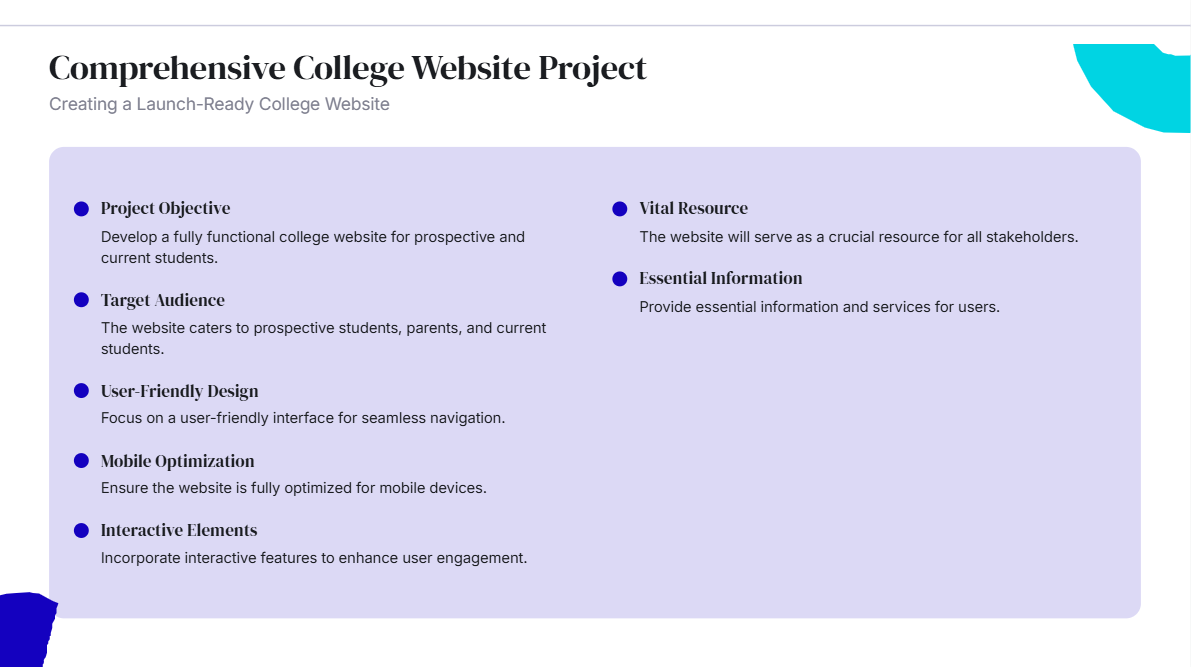 Comprehensive College Website Project
Creating a Launch-Ready College Website
Project Objective
Develop a fully functional college website for prospective and
current students.
Target Audience
The website caters to prospective students, parents, and current
students.
User-Friendly Design
Focus on a user-friendly interface for seamless navigation.
Mobile Optimization
Ensure the website is fully optimized for mobile devices.
Interactive Elements
Incorporate interactive features to enhance user engagement.
Vital Resource
The website will serve as a crucial resource for all stakeholders.
Essential Information
Provide essential information and services for users.